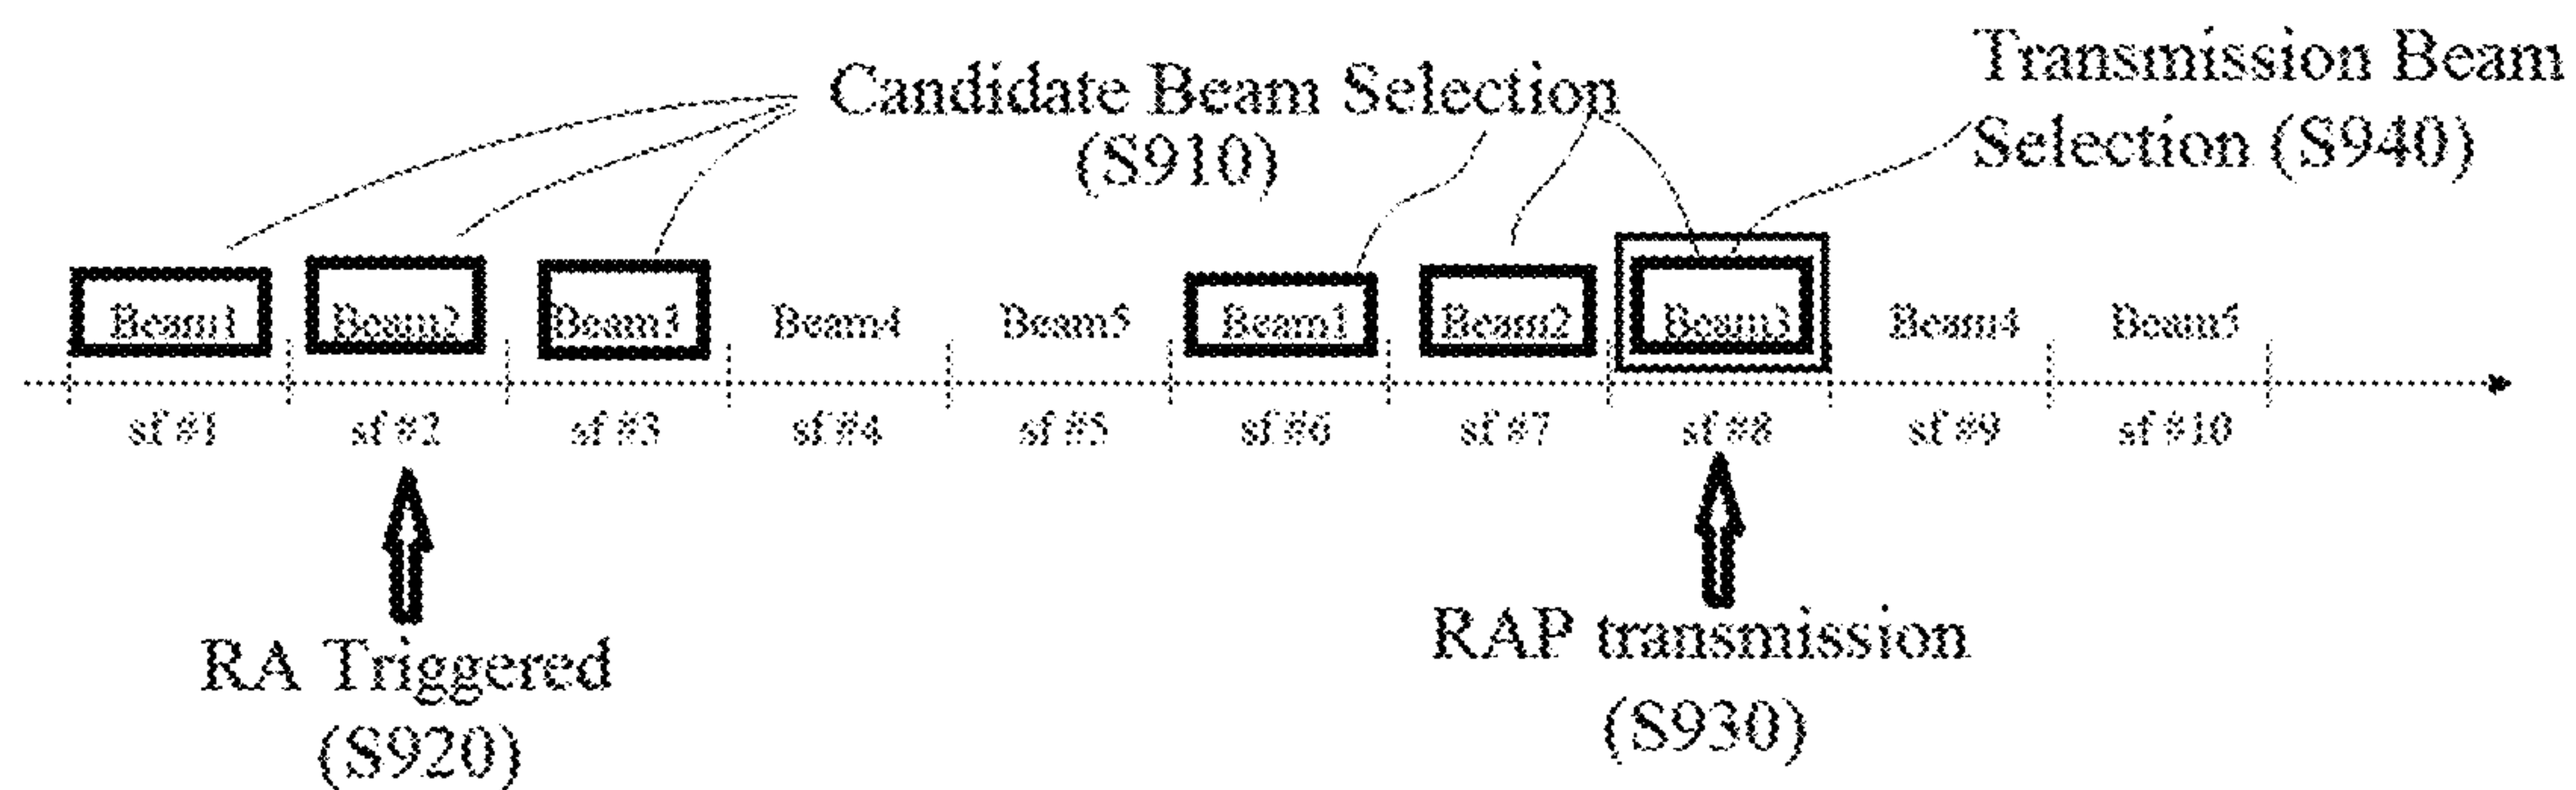 Candidate Beam Selection
(S910)
Transmission Beam
Selection (S940)
Beam1 Beam2 Beam3 Beam4 Beam5 Beam1 Beam2 Beam3 Beam4 Beam5
sf #1 sf #2 sf #3 sf #4 sf #5 sf #6 sf #7 sf #8 sf #9 sf #10
RA Triggered
(S920)
RAP transmission
(S930)